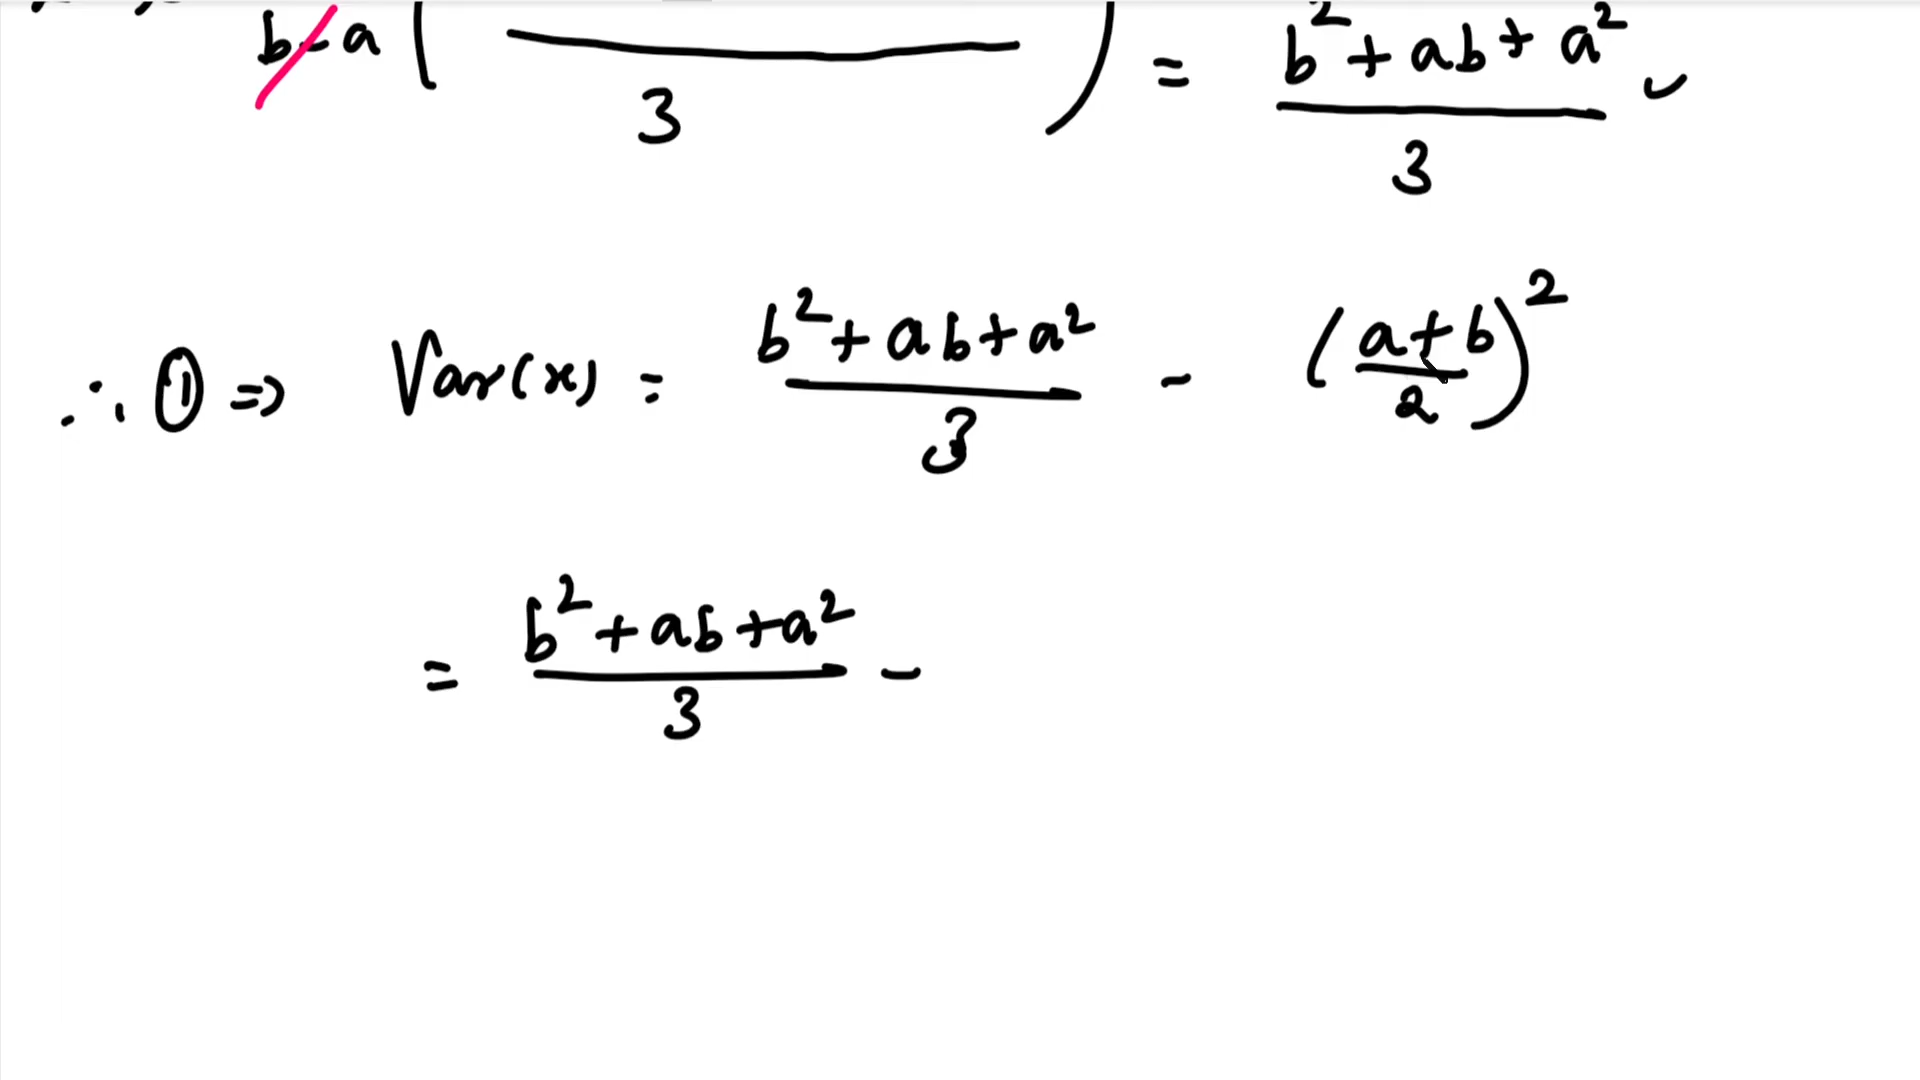 b-a ( / 3 ) = b² + ab + a² / 3
∴ ① ⇒ Var(x) = b² + ab + a² / 3 - (a+b / 2)²
= b² + ab + a² / 3 -